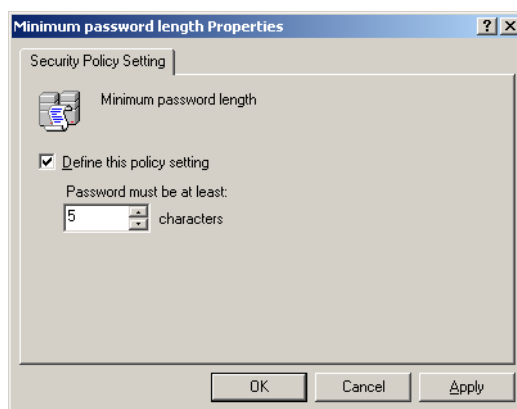 Minimum password length Properties
Security Policy Setting
Minimum password length
Define this policy setting
Password must be at least:
5 characters
OK Cancel Apply